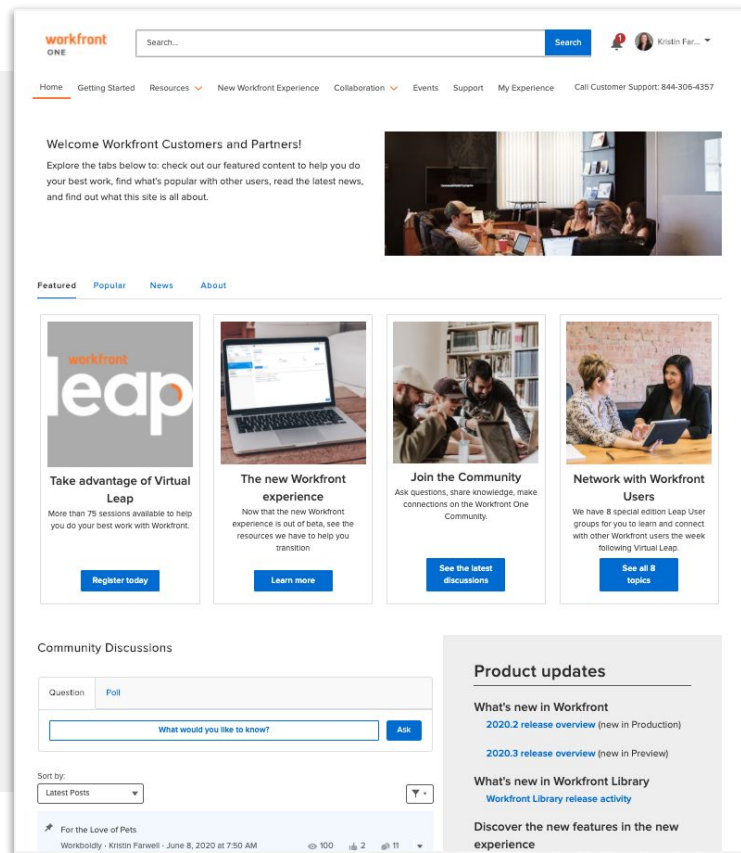 workfront
ONE
Search...
Search
1
Kristin Far...
Home Getting Started Resources New Workfront Experience Collaboration Events Support My Experience Call Customer Support: 844-306-4357
Welcome Workfront Customers and Partners!
Explore the tabs below to: check out our featured content to help you do
your best work, find what's popular with other users, read the latest news,
and find out what this site is all about.
Featured Popular News About
workfront
leap
Take advantage of Virtual
Leap
More than 75 sessions available to help
you do your best work with Workfront.
Register today
The new Workfront
experience
Now that the new Workfront
experience is out of beta, see the
resources we have to help you
transition
Learn more
Join the Community
Ask questions, share knowledge, make
connections on the Workfront One
Community.
See the latest
discussions
Network with Workfront
Users
We have 8 special edition Leap User
groups for you to learn and connect
with other Workfront users the week
following Virtual Leap.
See all 8
topics
Community Discussions
Question Poll
What would you like to know?
Ask
Sort by:
Latest Posts
For the Love of Pets
Workboldly · Kristin Farwell · June 8, 2020 at 7:50 AM 100 2 11
Product updates
What's new in Workfront
2020.2 release overview (new in Production)
2020.3 release overview (new in Preview)
What's new in Workfront Library
Workfront Library release activity
Discover the new features in the new
experience